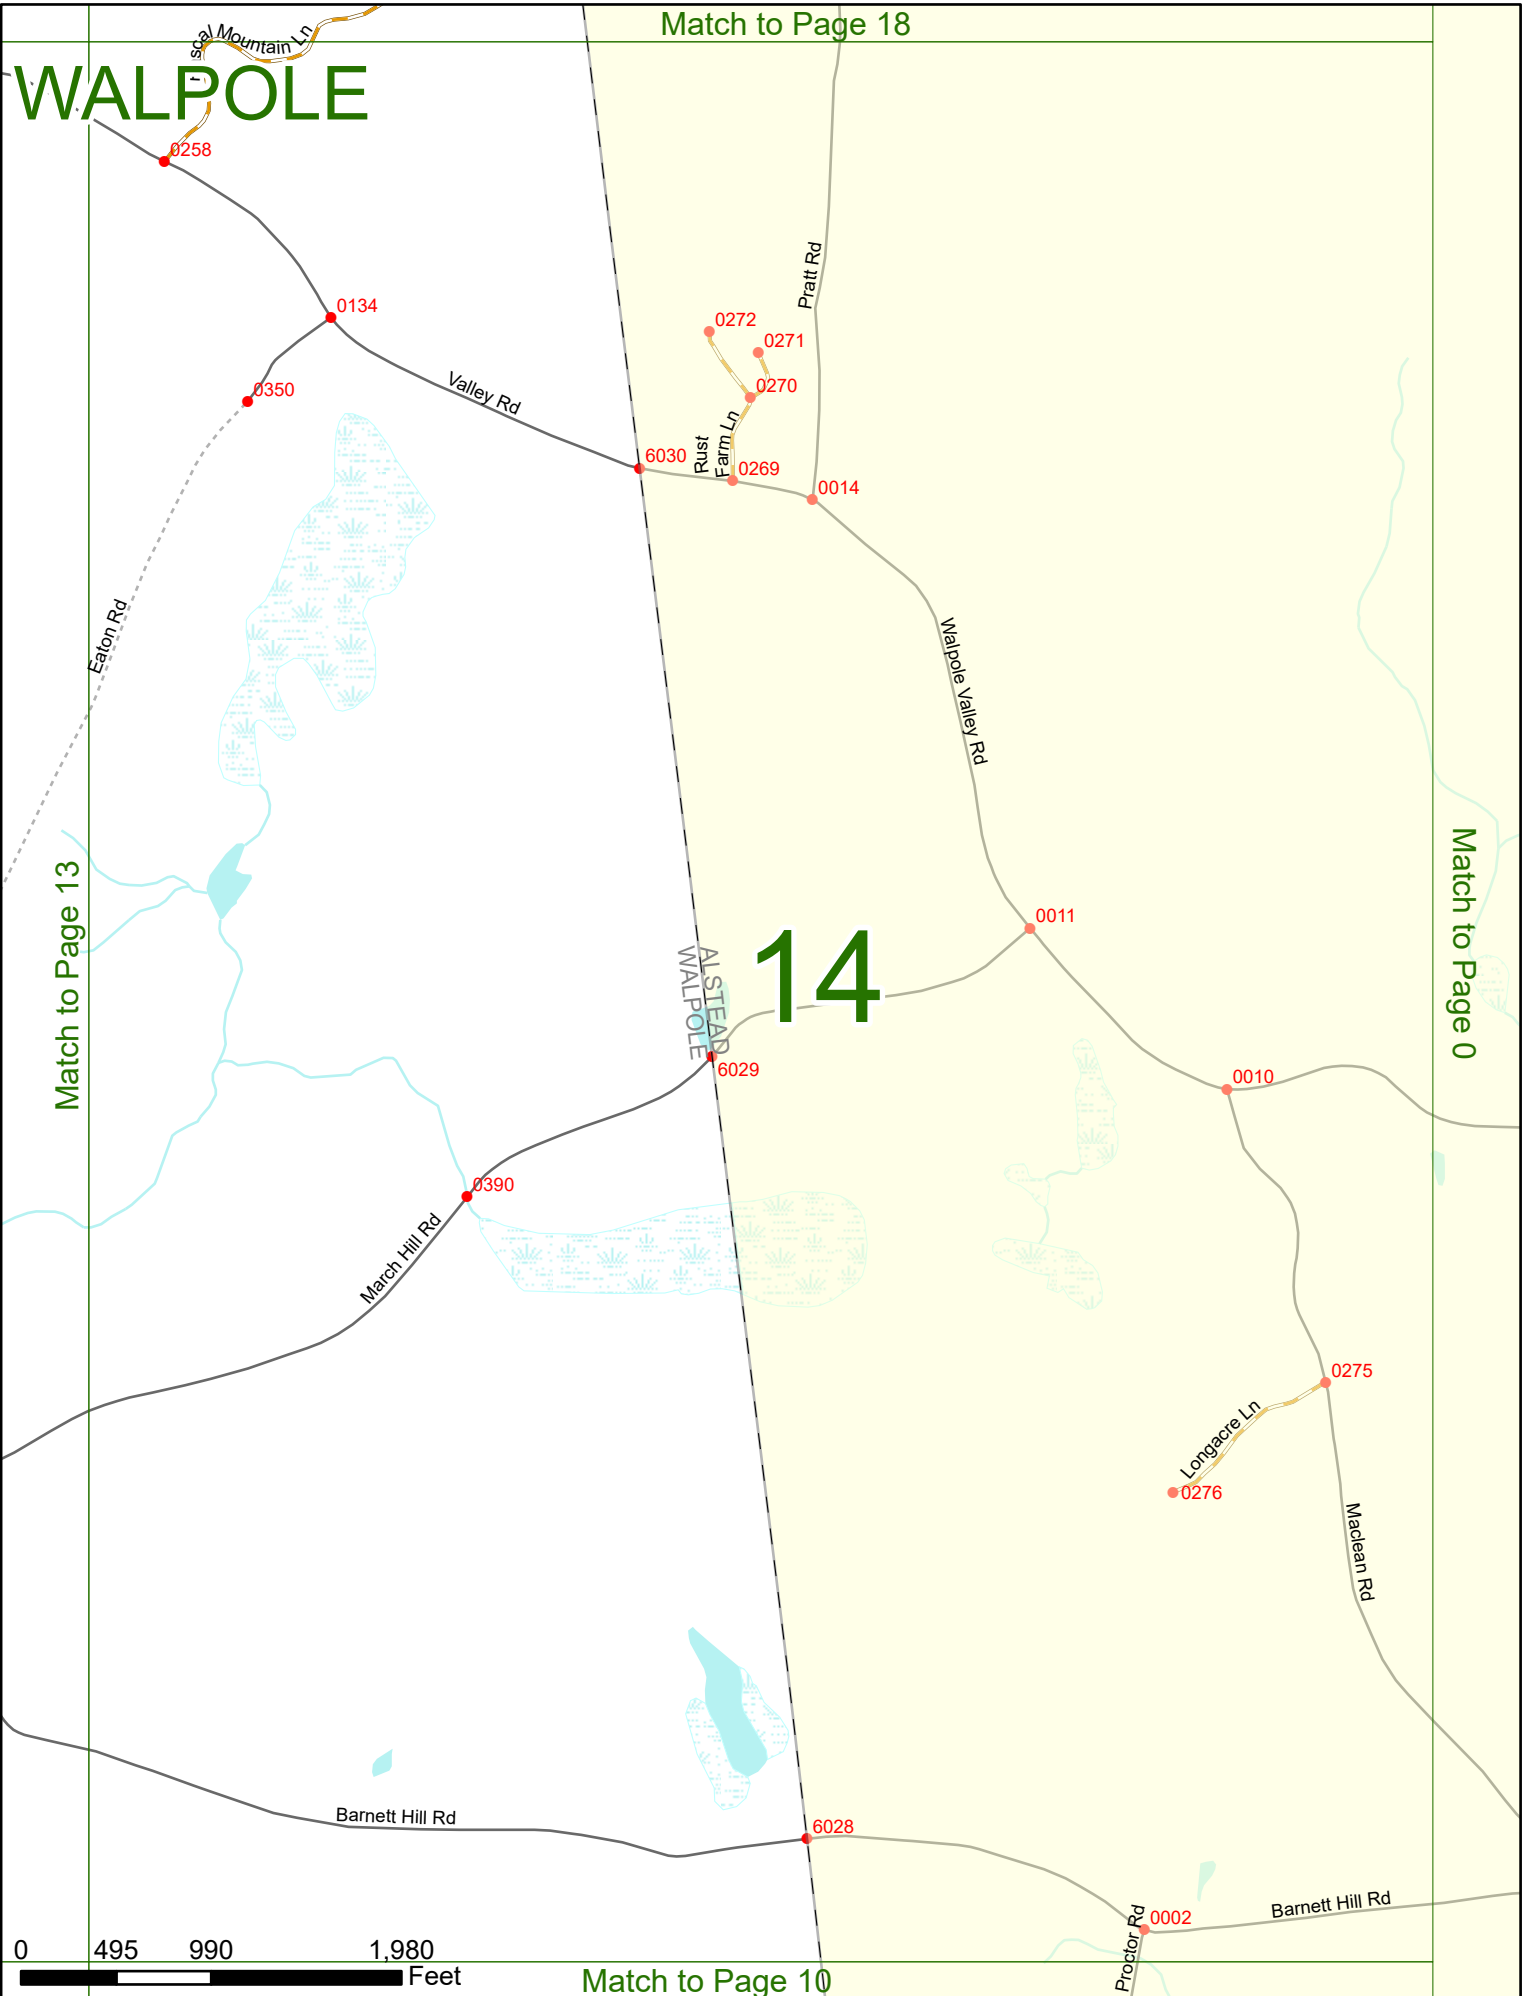 Match to Page 18
Mountain Ln
WALPOLE
0258
Pratt Rd
0134
0272
0271
Valley Rd
0350
0270
Rust
Farm Ln
6030
0269
0014
Eaton Rd
Walpole Valley Rd
Match to Page 13
Match to Page 0
0011
14
ALSTEAD
WALPOLE
6029
0010
0390
March Hill Rd
0275
Longacre Ln
0276
Maclean Rd
Barnett Hill Rd
6028
Barnett Hill Rd
0002
Proctor Rd
0 495 990 1,980
Feet
Match to Page 10